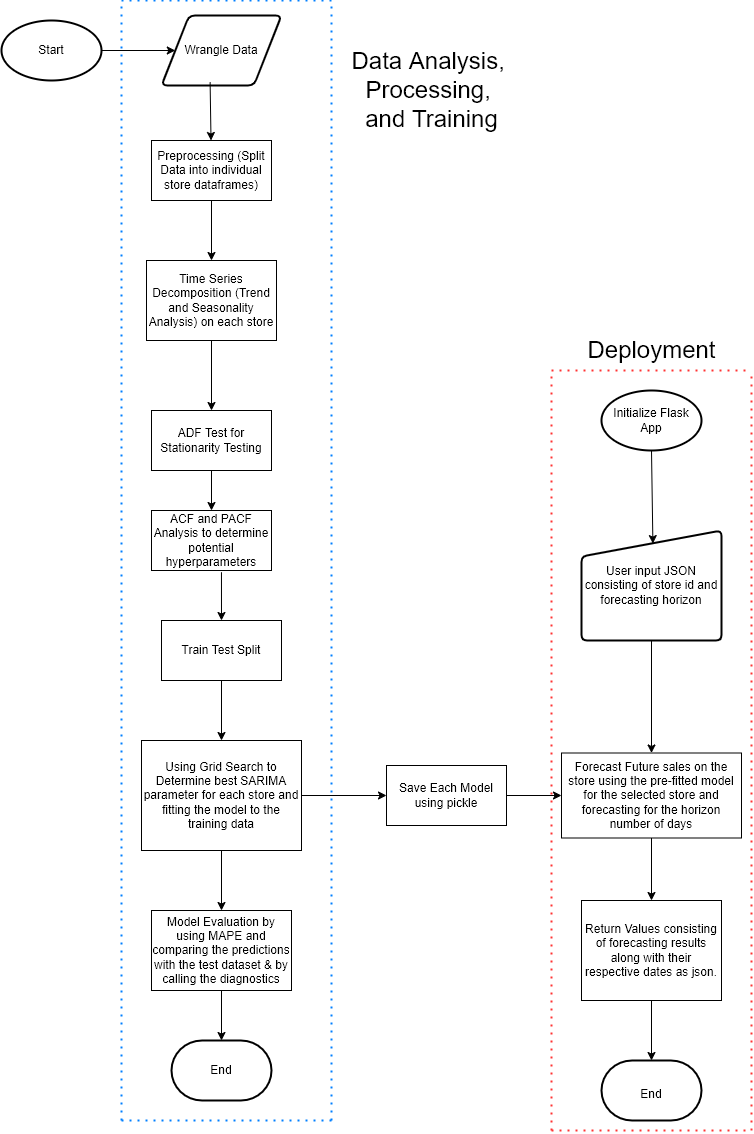 Start
Wrangle Data
Data Analysis,
Processing,
and Training
Preprocessing (Split
Data into individual
store dataframes)
Time Series
Decomposition (Trend
and Seasonality
Analysis) on each store
ADF Test for
Stationarity Testing
ACF and PACF
Analysis to determine
potential
hyperparameters
Train Test Split
Using Grid Search to
Determine best SARIMA
parameter for each store and
fitting the model to the
training data
Save Each Model
using pickle
Model Evaluation by
using MAPE and
comparing the predictions
with the test dataset & by
calling the diagnostics
End
Deployment
Initialize Flask
App
User input JSON
consisting of store id and
forecasting horizon
Forecast Future sales on the
store using the pre-fitted model
for the selected store and
forecasting for the horizon
number of days
Return Values consisting
of forecasting results
along with their
respective dates as json.
End